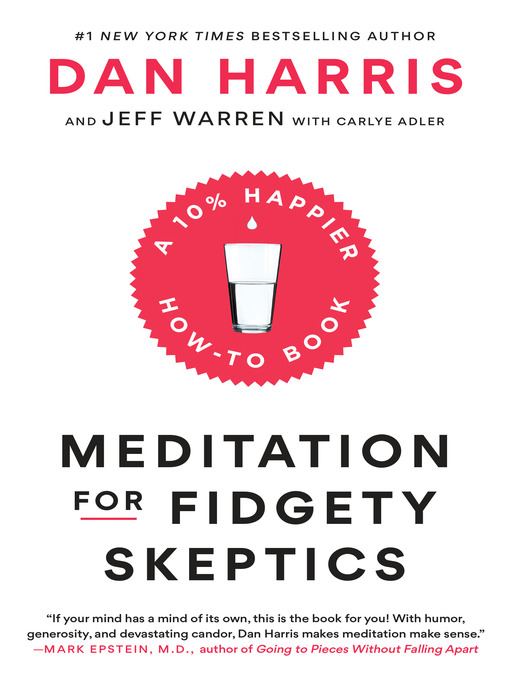 #1 NEW YORK TIMES BESTSELLING AUTHOR
DAN HARRIS
AND JEFF WARREN WITH CARLYE ADLER
A 10% HAPPIER
HOW-TO BOOK
MEDITATION
FOR FIDGETY
SKEPTICS
“If your mind has a mind of its own, this is the book for you! With humor,
generosity, and devastating candor, Dan Harris makes meditation make sense.”
—MARK EPSTEIN, M.D., author of Going to Pieces Without Falling Apart